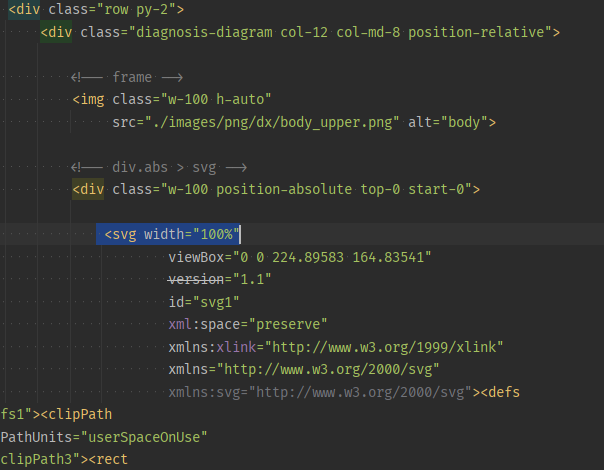 <div class="row py-2">
<div class="diagnosis-diagram col-12 col-md-8 position-relative">
<!-- frame -->
<img class="w-100 h-auto"
src="./images/png/dx/body_upper.png" alt="body">
<!-- div.abs > svg -->
<div class="w-100 position-absolute top-0 start-0">
<svg width="100%"
viewBox="0 0 224.89583 164.83541"
version="1.1"
id="svg1"
xml:space="preserve"
xmlns:xlink="http://www.w3.org/1999/xlink"
xmlns="http://www.w3.org/2000/svg"
xmlns:svg="http://www.w3.org/2000/svg"><defs
fs1"><clipPath
PathUnits="userSpaceOnUse"
clipPath3"><rect